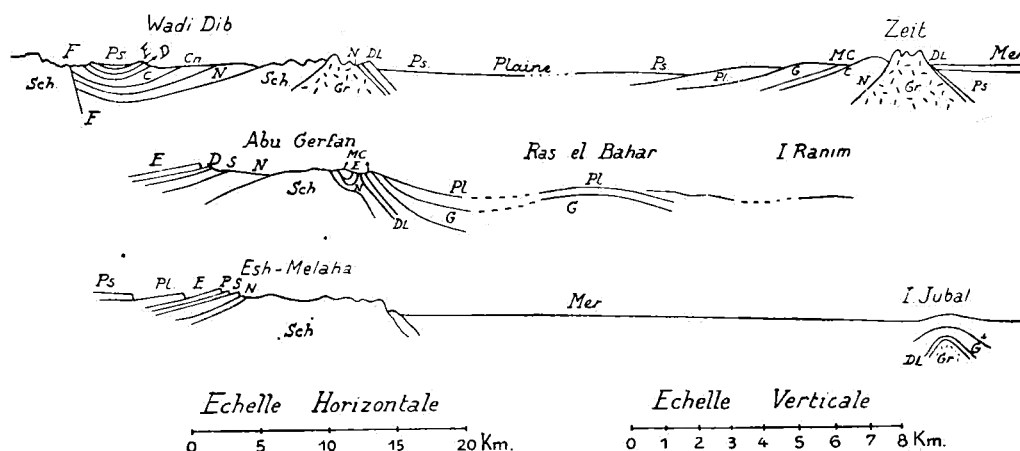 Wadi Dib Zeit
F Ps E D Cn N DL Ps. Plaine Ps MC DL Mer
Sch. C N Sch Gr Pl. G C N Gr Ps
F
Abu Gerfan Ras el Bahar I Ranim
E D S N MC E Pl
Sch N Pl G
DL G
Esh-Melaha
Ps Pl. E P S N Mer I. Jubal
Sch DL Gr G
Echelle Horizontale Echelle Verticale
0 5 10 15 20 Km. 0 1 2 3 4 5 6 7 8 Km.